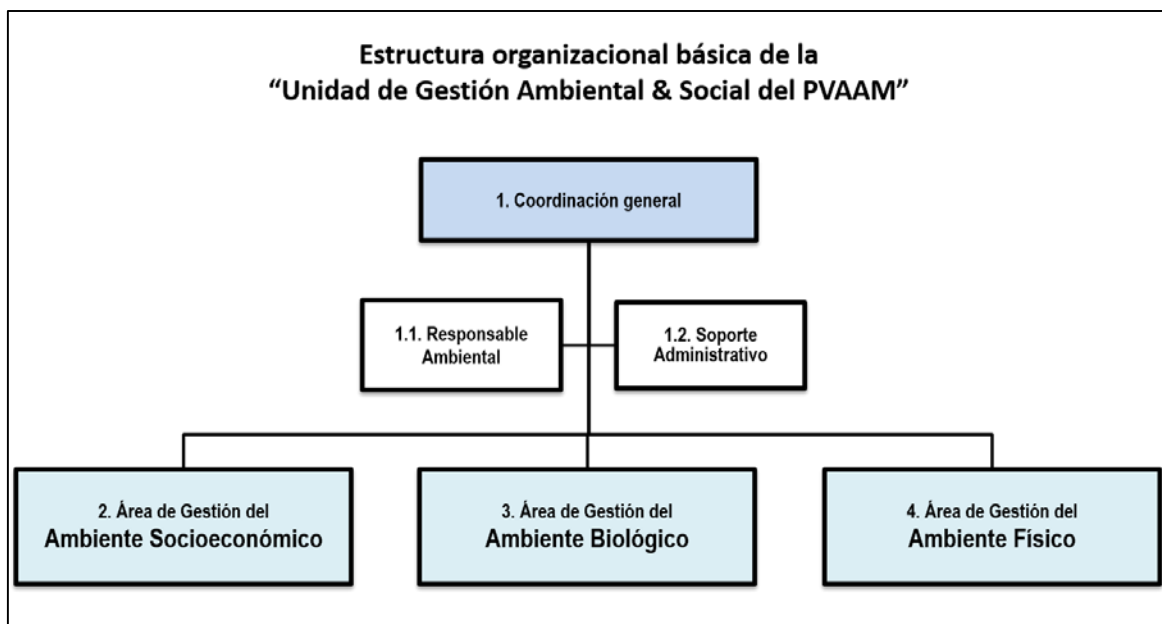 Estructura organizacional básica de la
“Unidad de Gestión Ambiental & Social del PVAAM”
1. Coordinación general
1.1. Responsable
Ambiental
1.2. Soporte
Administrativo
2. Área de Gestión del
Ambiente Socioeconómico
3. Área de Gestión del
Ambiente Biológico
4. Área de Gestión del
Ambiente Físico